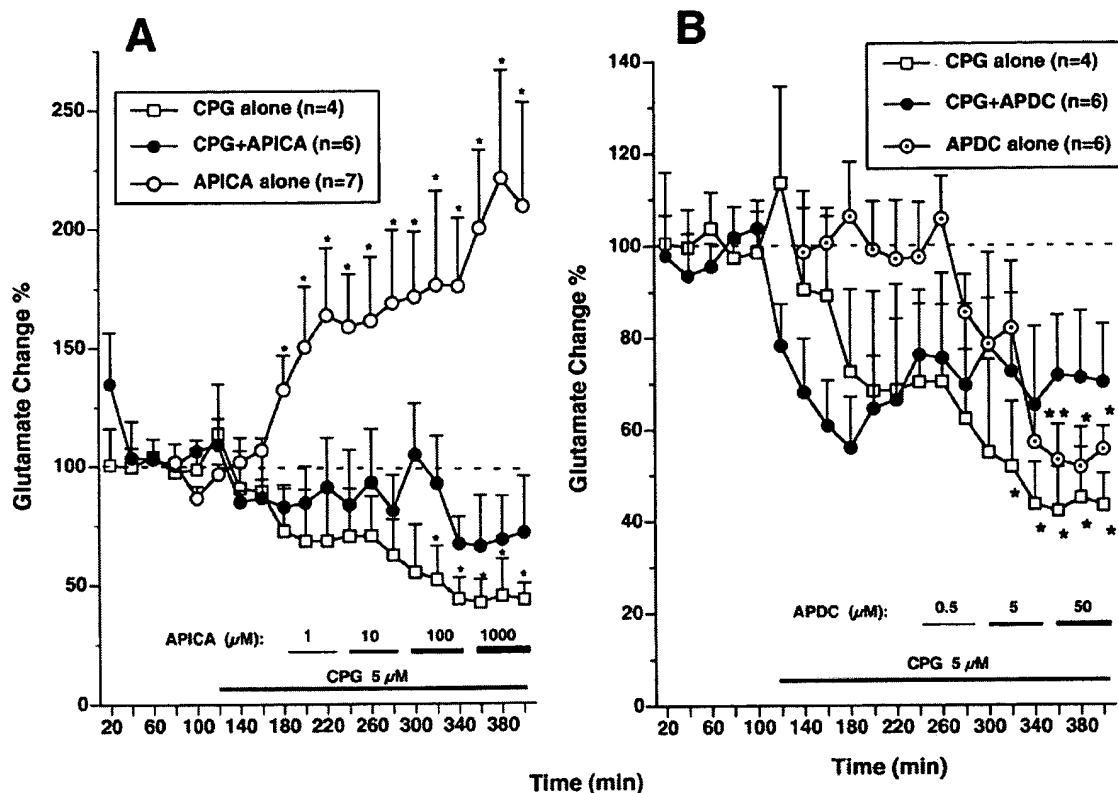 A
Glutamate Change %
250
200
150
100
50
0
CPG alone (n=4)
CPG+APICA (n=6)
APICA alone (n=7)
APICA (µM):
1
10
100
1000
CPG 5 µM
20 60 100 140 180 220 260 300 340 380
Time (min)
B
Glutamate Change %
140
120
100
80
60
40
20
0
CPG alone (n=4)
CPG+APDC (n=6)
APDC alone (n=6)
APDC (µM):
0.5
5
50
CPG 5 µM
20 60 100 140 180 220 260 300 340 380
Time (min)